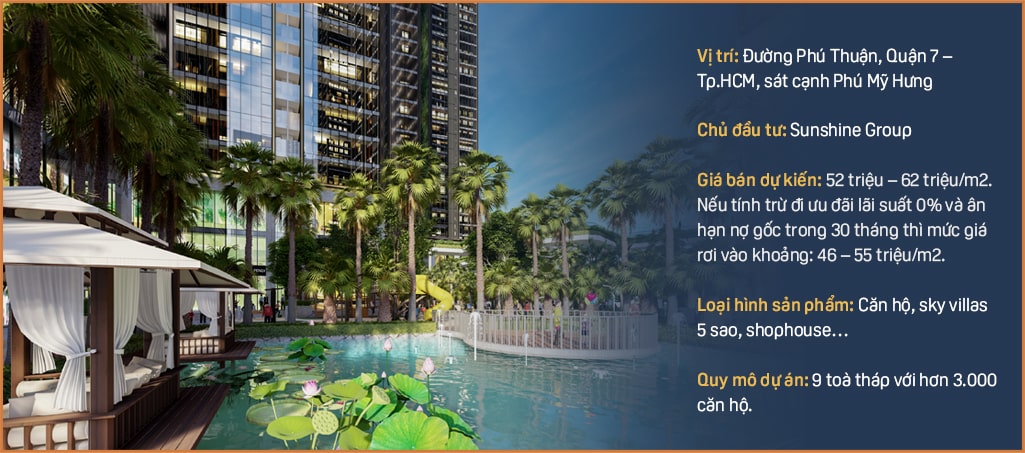 Vị trí: Đường Phú Thuận, Quận 7 –
Tp.HCM, sát cạnh Phú Mỹ Hưng
Chủ đầu tư: Sunshine Group
Giá bán dự kiến: 52 triệu – 62 triệu/m2.
Nếu tính trừ đi ưu đãi lãi suất 0% và ân
hạn nợ gốc trong 30 tháng thì mức giá
rơi vào khoảng: 46 – 55 triệu/m2.
Loại hình sản phẩm: Căn hộ, sky villas
5 sao, shophouse...
Quy mô dự án: 9 toà tháp với hơn 3.000
căn hộ.